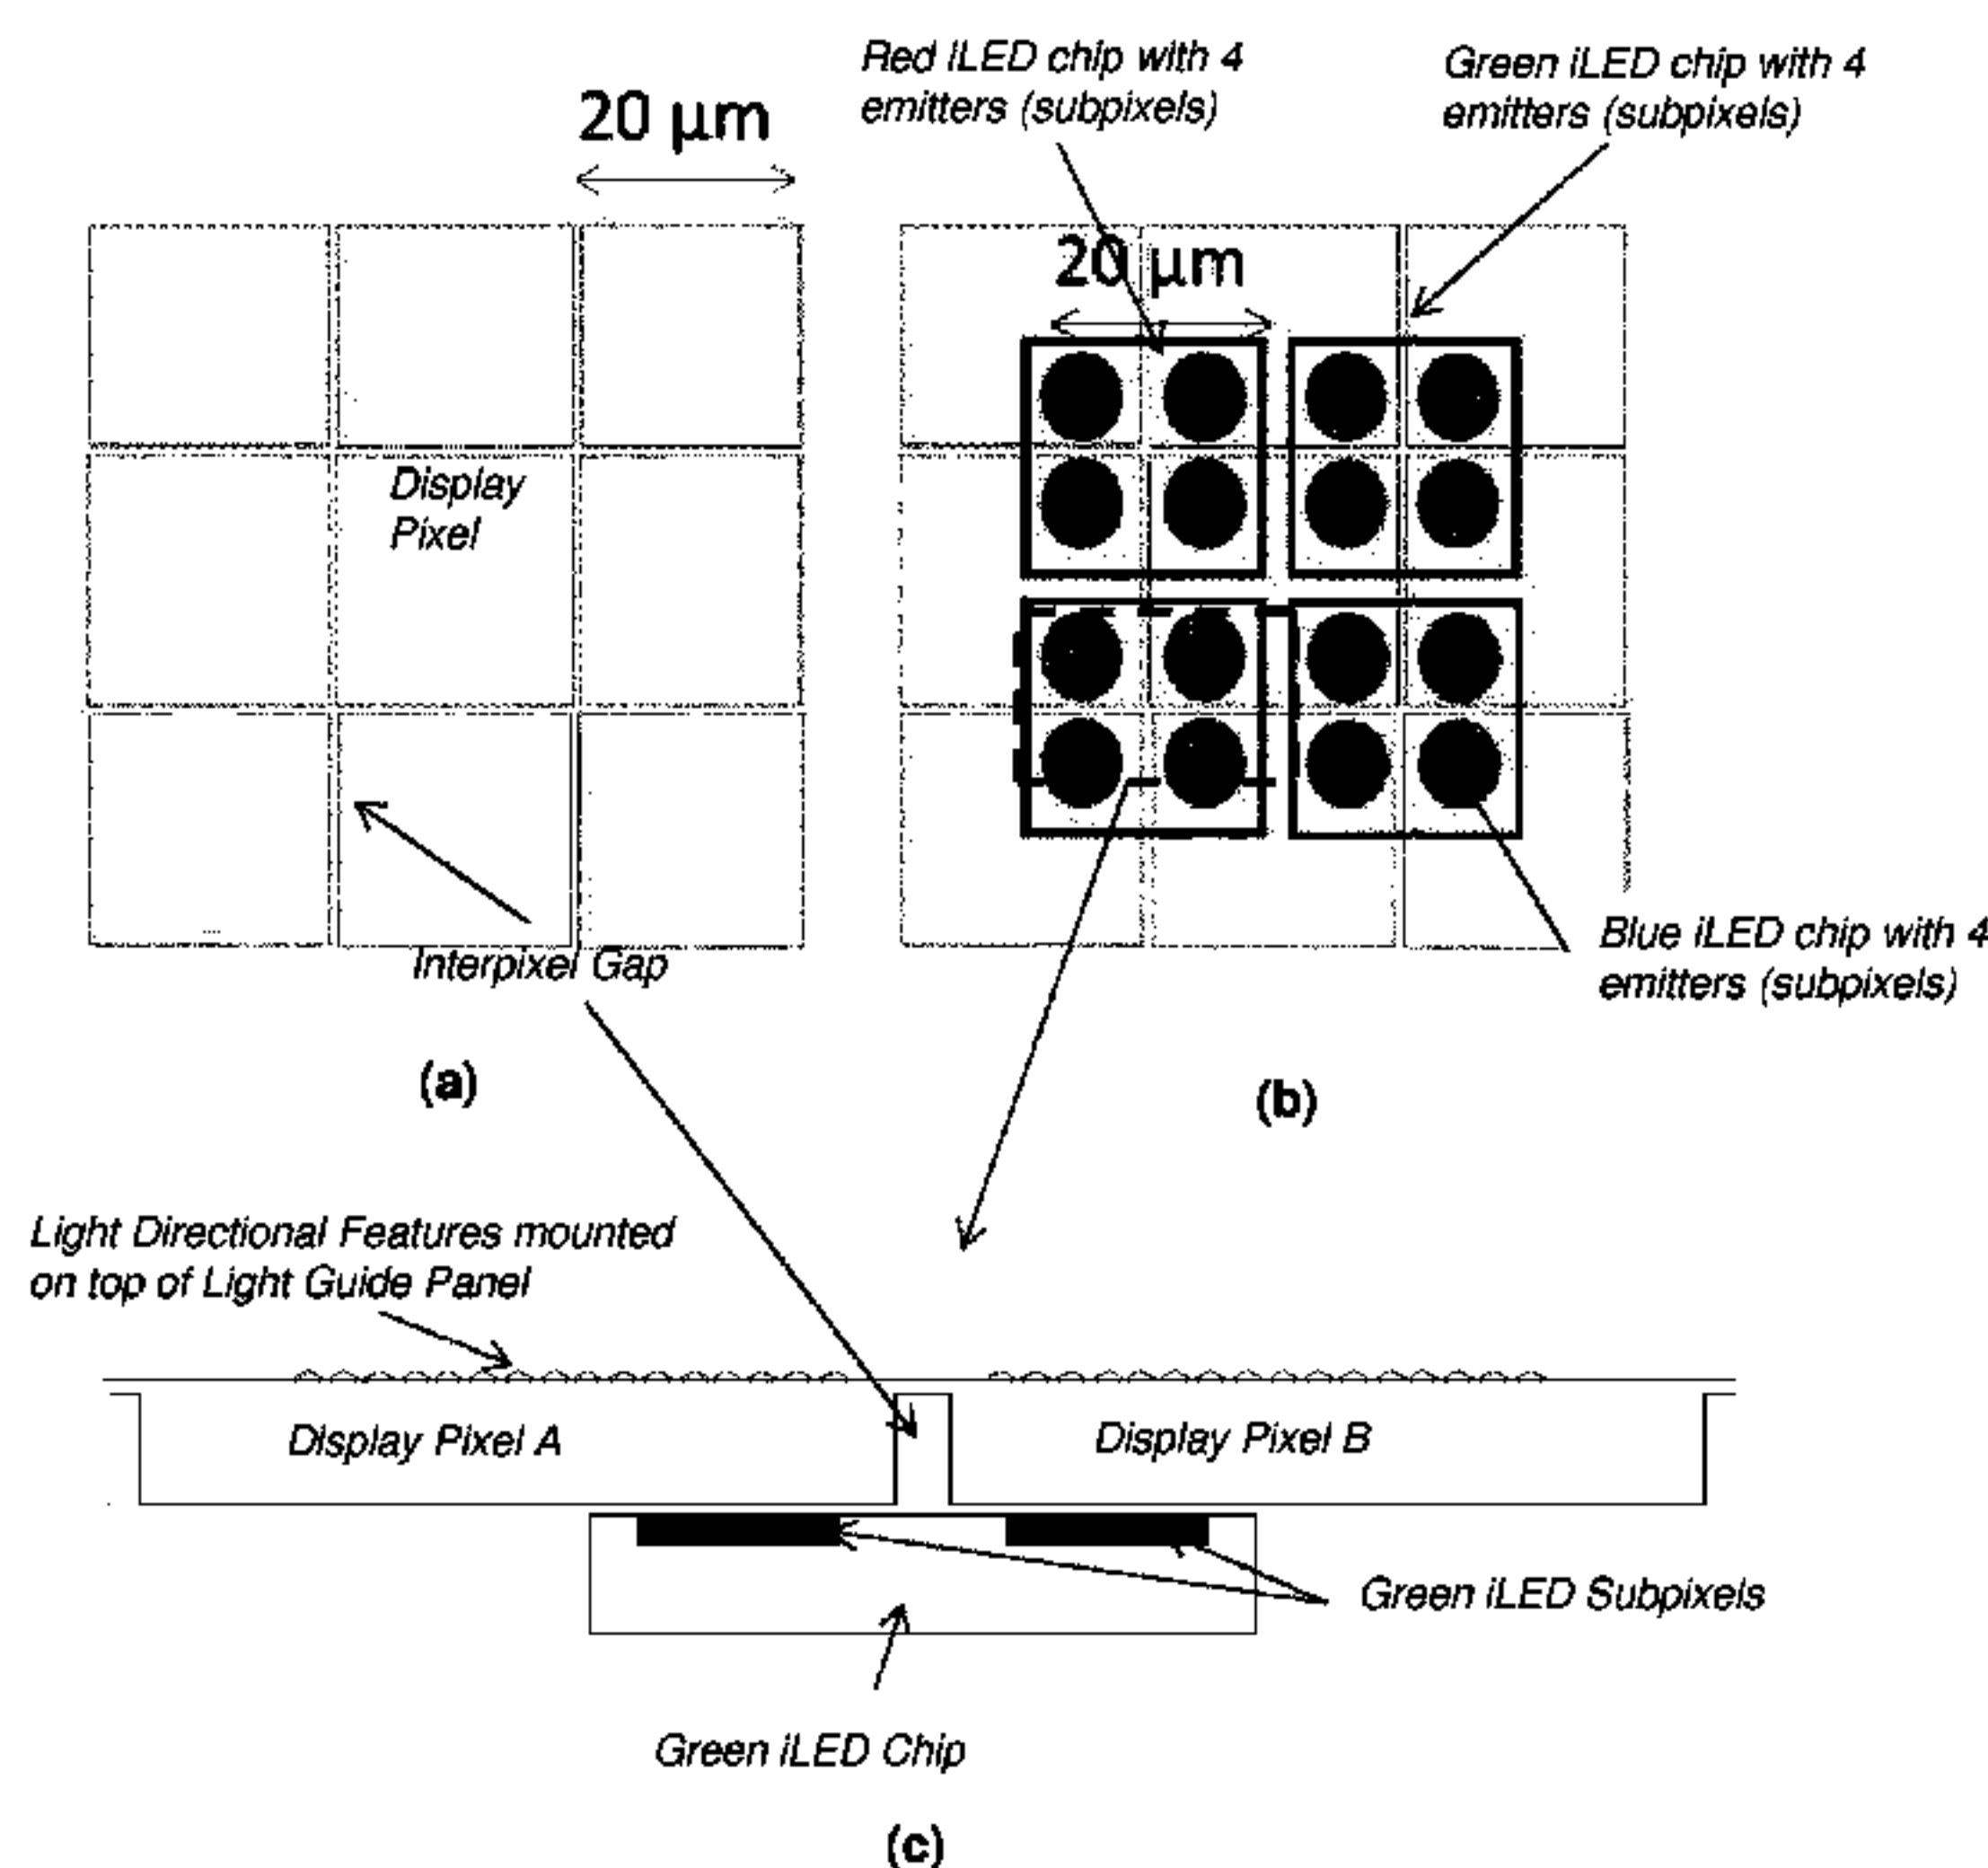 20 μm
Red iLED chip with 4
emitters (subpixels)
Green iLED chip with 4
emitters (subpixels)
20 μm
Display
Pixel
Interpixel Gap
Blue iLED chip with 4
emitters (subpixels)
(a)
(b)
Light Directional Features mounted
on top of Light Guide Panel
Display Pixel A
Display Pixel B
Green iLED Subpixels
Green iLED Chip
(c)